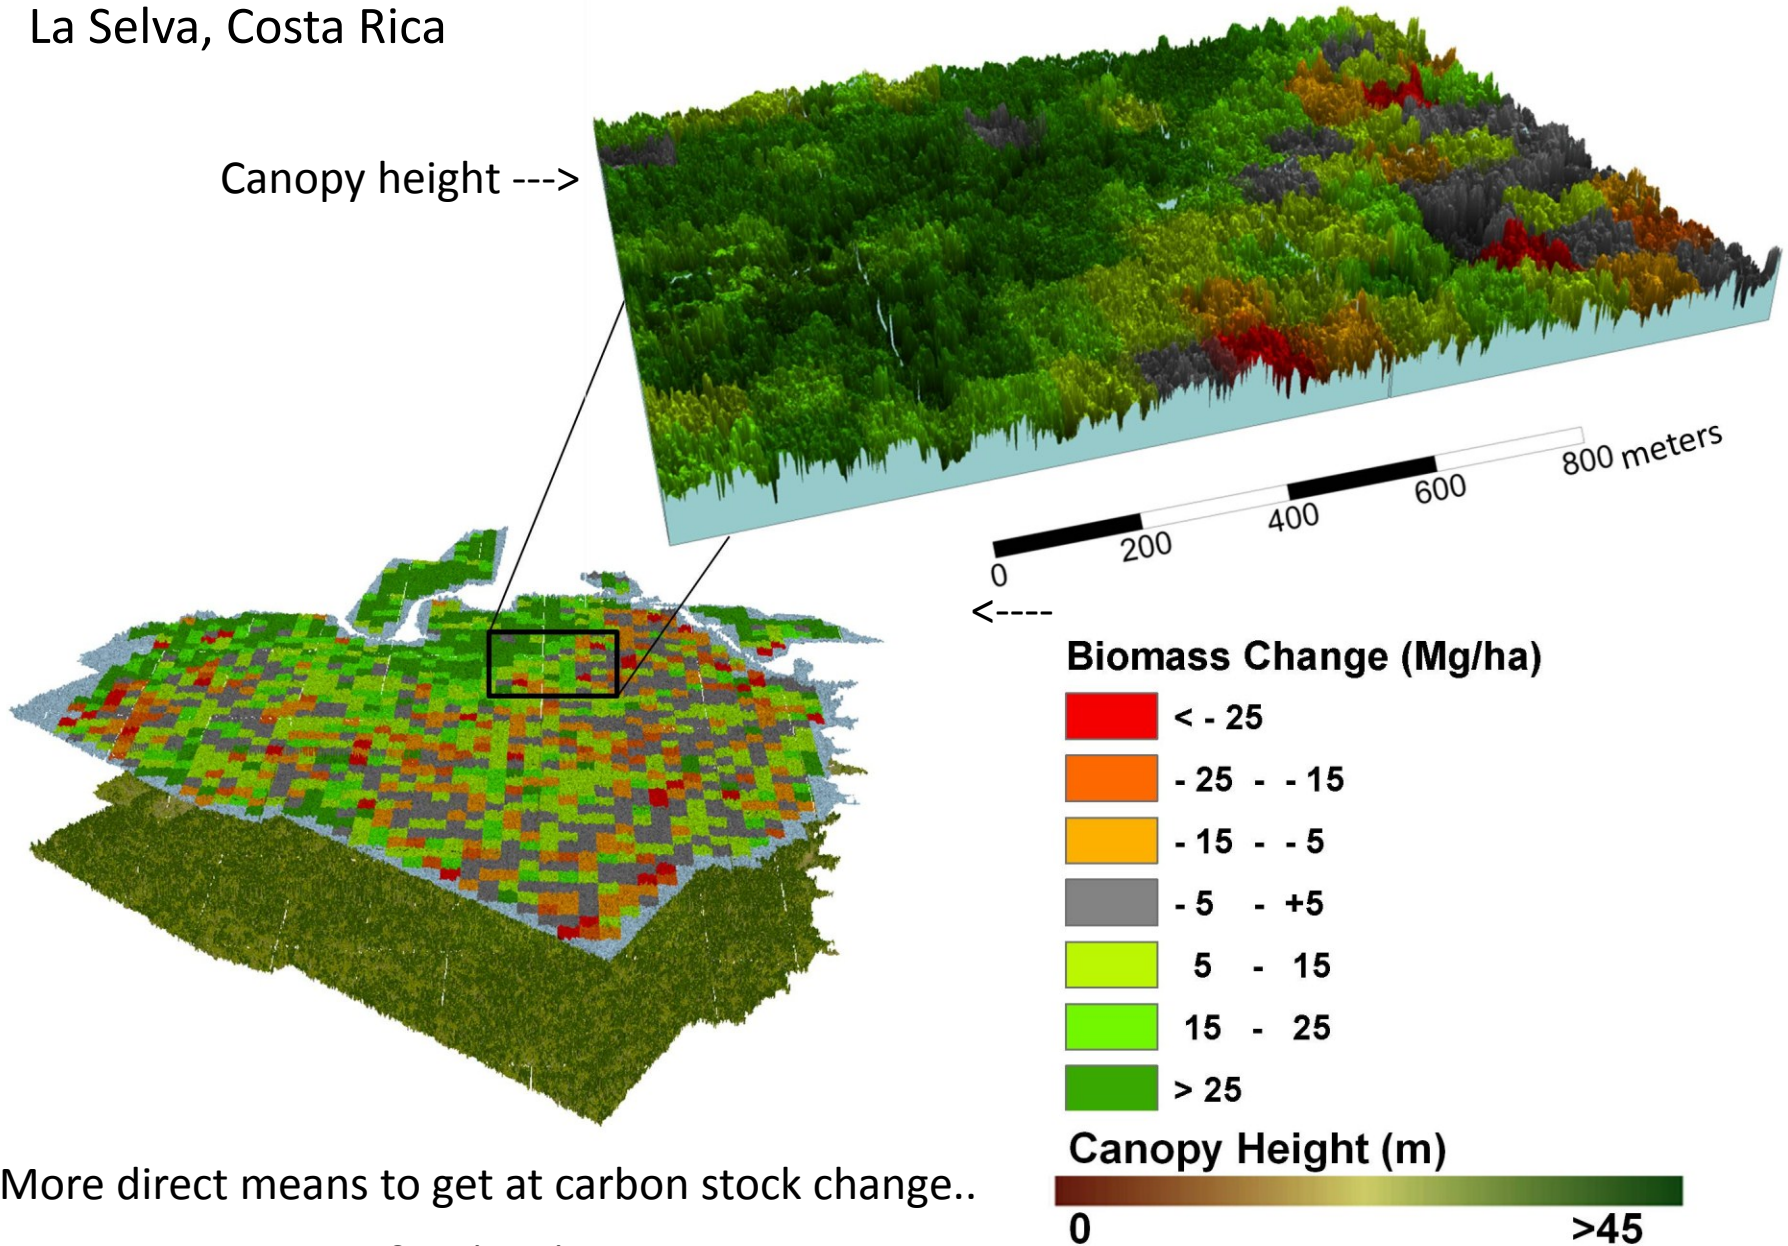 La Selva, Costa Rica
Canopy height --->
0 200 400 600 800 meters
<----
Biomass Change (Mg/ha)
< - 25
- 25 - - 15
- 15 - - 5
- 5 - +5
5 - 15
15 - 25
> 25
Canopy Height (m)
0 >45
More direct means to get at carbon stock change..